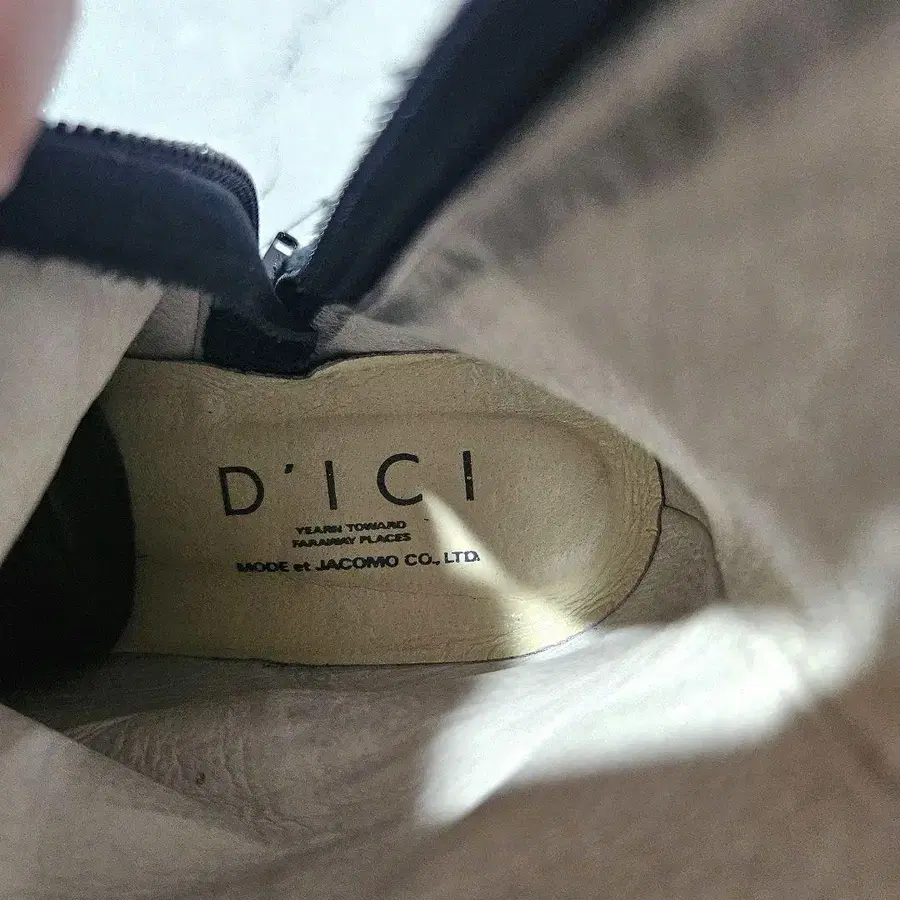 D'ICI
YEARN TOWARD
FARAWAY PLACES
MODE et JACOMO CO., LTD.